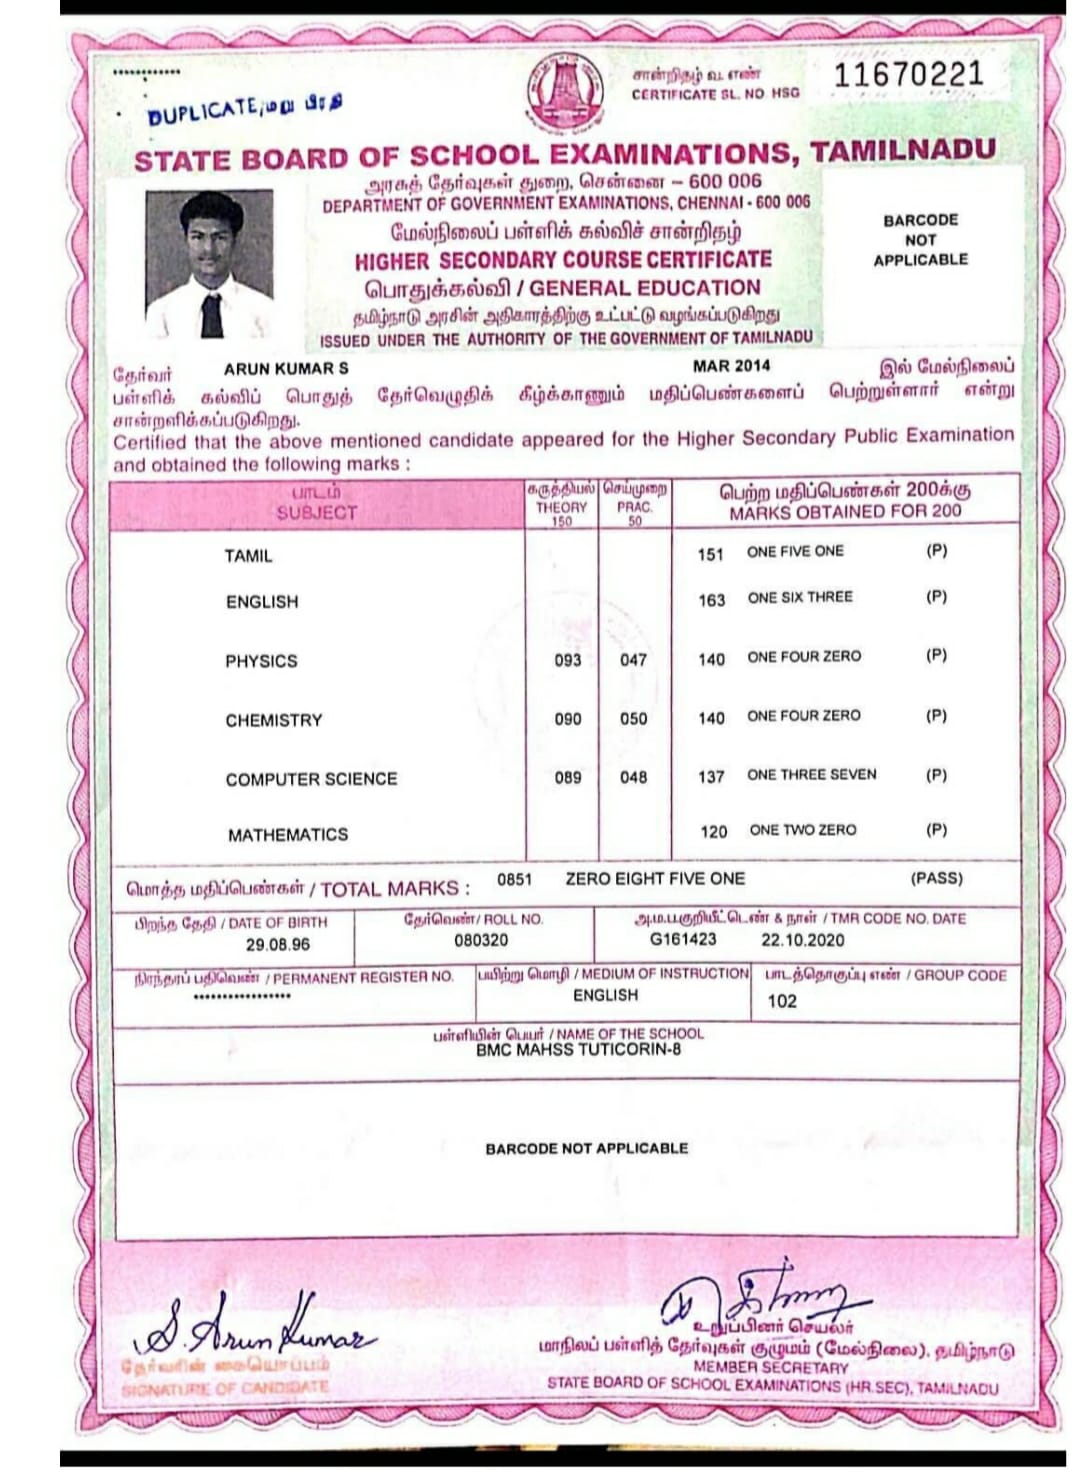 DUPLICATE, மறு பிரதி
சான்றிதழ் வ. எண்
CERTIFICATE SL. NO. HSG
11670221
STATE BOARD OF SCHOOL EXAMINATIONS, TAMILNADU
அரசுத் தேர்வுகள் துறை, சென்னை – 600 006
DEPARTMENT OF GOVERNMENT EXAMINATIONS, CHENNAI - 600 006
மேல்நிலைப் பள்ளிக் கல்விச் சான்றிதழ்
HIGHER SECONDARY COURSE CERTIFICATE
பொதுக்கல்வி / GENERAL EDUCATION
தமிழ்நாடு அரசின் அதிகாரத்திற்கு உட்பட்டு வழங்கப்படுகிறது
ISSUED UNDER THE AUTHORITY OF THE GOVERNMENT OF TAMILNADU
BARCODE
NOT
APPLICABLE
தேர்வர் ARUN KUMAR S MAR 2014 இல் மேல்நிலைப்
பள்ளிக் கல்விப் பொதுத் தேர்வெழுதிக் கீழ்க்காணும் மதிப்பெண்களைப் பெற்றுள்ளார் என்று
சான்றளிக்கப்படுகிறது.
Certified that the above mentioned candidate appeared for the Higher Secondary Public Examination
and obtained the following marks :
பாடம் கருத்தியல் செய்முறை பெற்ற மதிப்பெண்கள் 200க்கு
SUBJECT THEORY PRAC. MARKS OBTAINED FOR 200
150 50
TAMIL 151 ONE FIVE ONE (P)
ENGLISH 163 ONE SIX THREE (P)
PHYSICS 093 047 140 ONE FOUR ZERO (P)
CHEMISTRY 090 050 140 ONE FOUR ZERO (P)
COMPUTER SCIENCE 089 048 137 ONE THREE SEVEN (P)
MATHEMATICS 120 ONE TWO ZERO (P)
மொத்த மதிப்பெண்கள் / TOTAL MARKS : 0851 ZERO EIGHT FIVE ONE (PASS)
பிறந்த தேதி / DATE OF BIRTH தேர்வெண்/ ROLL NO. அ.ம.ப.குறியீட்டெண் & நாள் / TMR CODE NO. DATE
29.08.96 080320 G161423 22.10.2020
நிரந்தரப் பதிவெண் / PERMANENT REGISTER NO. பயிற்று மொழி / MEDIUM OF INSTRUCTION பாடத்தொகுப்பு எண் / GROUP CODE
***************** ENGLISH 102
பள்ளியின் பெயர் / NAME OF THE SCHOOL
BMC MAHSS TUTICORIN-8
BARCODE NOT APPLICABLE
S. Arun Kumar
தேர்வரின் கையொப்பம்
SIGNATURE OF CANDIDATE
உறுப்பினர் செயலர்
மாநிலப் பள்ளித் தேர்வுகள் குழுமம் (மேல்நிலை), தமிழ்நாடு
MEMBER SECRETARY
STATE BOARD OF SCHOOL EXAMINATIONS (HR.SEC), TAMILNADU